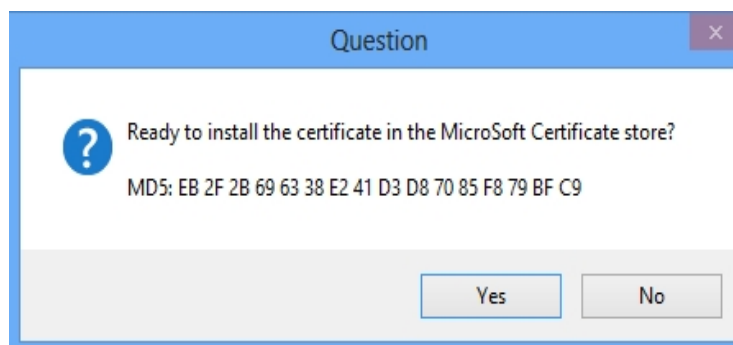 Question
Ready to install the certificate in the MicroSoft Certificate store?
MD5: EB 2F 2B 69 63 38 E2 41 D3 D8 70 85 F8 79 BF C9
Yes No